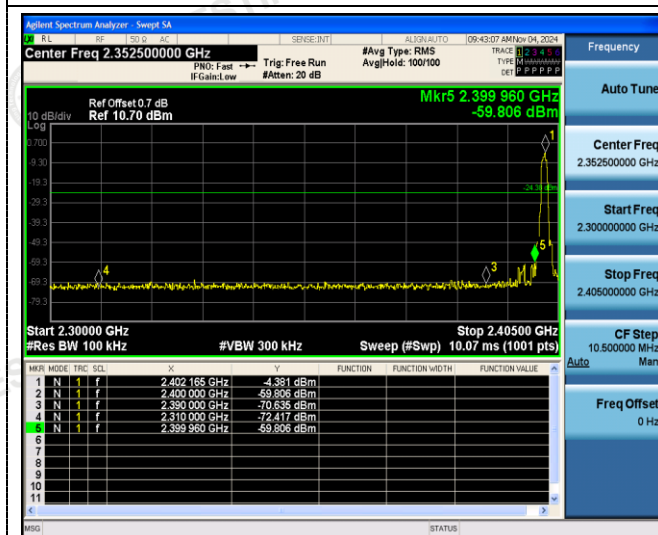 Agilent Spectrum Analyzer - Swept SA
RL RF 50 Ω AC SENSE:INT ALIGN AUTO 09:43:07 AM Nov 04, 2024
Center Freq 2.352500000 GHz
#Avg Type: RMS
TRACE 1 2 3 4 5 6
PNO: Fast Trig: Free Run Avg|Hold: 100/100 TYPE M
IFGain:Low #Atten: 20 dB DET P P P P P P
Mkr5 2.399 960 GHz
-59.806 dBm
Ref Offset 0.7 dB
10 dB/div Ref 10.70 dBm
Log
0.700
-9.30
-19.3
-29.3
-39.3
-49.3
-59.3
-69.3
-79.3
1
5
3
4
Start 2.30000 GHz Stop 2.40500 GHz
#Res BW 100 kHz #VBW 300 kHz Sweep (#Swp) 10.07 ms (1001 pts)
MKR MODE TRC SCL X Y FUNCTION FUNCTION WIDTH FUNCTION VALUE
1 N 1 f 2.402 165 GHz -4.381 dBm
2 N 1 f 2.400 000 GHz -59.806 dBm
3 N 1 f 2.390 000 GHz -70.635 dBm
4 N 1 f 2.310 000 GHz -72.417 dBm
5 N 1 f 2.399 960 GHz -59.806 dBm
6
7
8
9
10
11
MSG STATUS
Frequency
Auto Tune
Center Freq
2.352500000 GHz
Start Freq
2.300000000 GHz
Stop Freq
2.405000000 GHz
CF Step
10.500000 MHz
Auto Man
Freq Offset
0 Hz